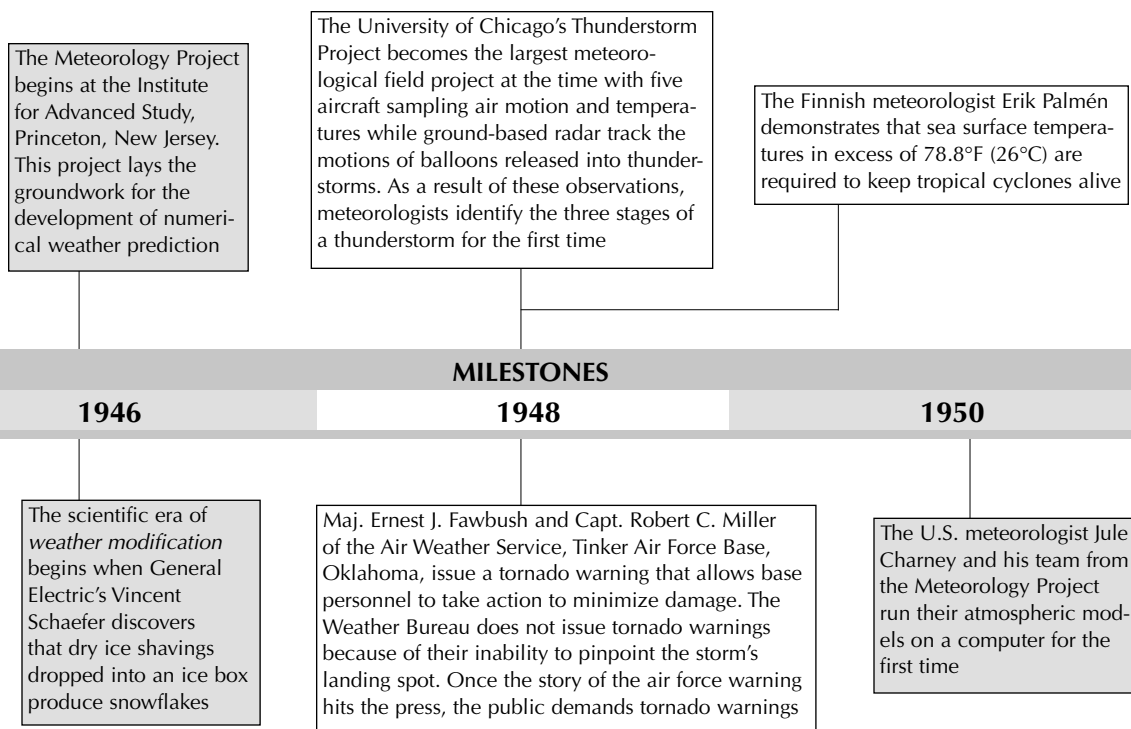 The Meteorology Project
begins at the Institute
for Advanced Study,
Princeton, New Jersey.
This project lays the
groundwork for the
development of numeri-
cal weather prediction
The University of Chicago's Thunderstorm
Project becomes the largest meteoro-
logical field project at the time with five
aircraft sampling air motion and tempera-
tures while ground-based radar track the
motions of balloons released into thunder-
storms. As a result of these observations,
meteorologists identify the three stages of
a thunderstorm for the first time
The Finnish meteorologist Erik Palmén
demonstrates that sea surface tempera-
tures in excess of 78.8°F (26°C) are
required to keep tropical cyclones alive
MILESTONES
1946 1948 1950
The scientific era of
weather modification
begins when General
Electric's Vincent
Schaefer discovers
that dry ice shavings
dropped into an ice box
produce snowflakes
Maj. Ernest J. Fawbush and Capt. Robert C. Miller
of the Air Weather Service, Tinker Air Force Base,
Oklahoma, issue a tornado warning that allows base
personnel to take action to minimize damage. The
Weather Bureau does not issue tornado warnings
because of their inability to pinpoint the storm's
landing spot. Once the story of the air force warning
hits the press, the public demands tornado warnings
The U.S. meteorologist Jule
Charney and his team from
the Meteorology Project
run their atmospheric mod-
els on a computer for the
first time